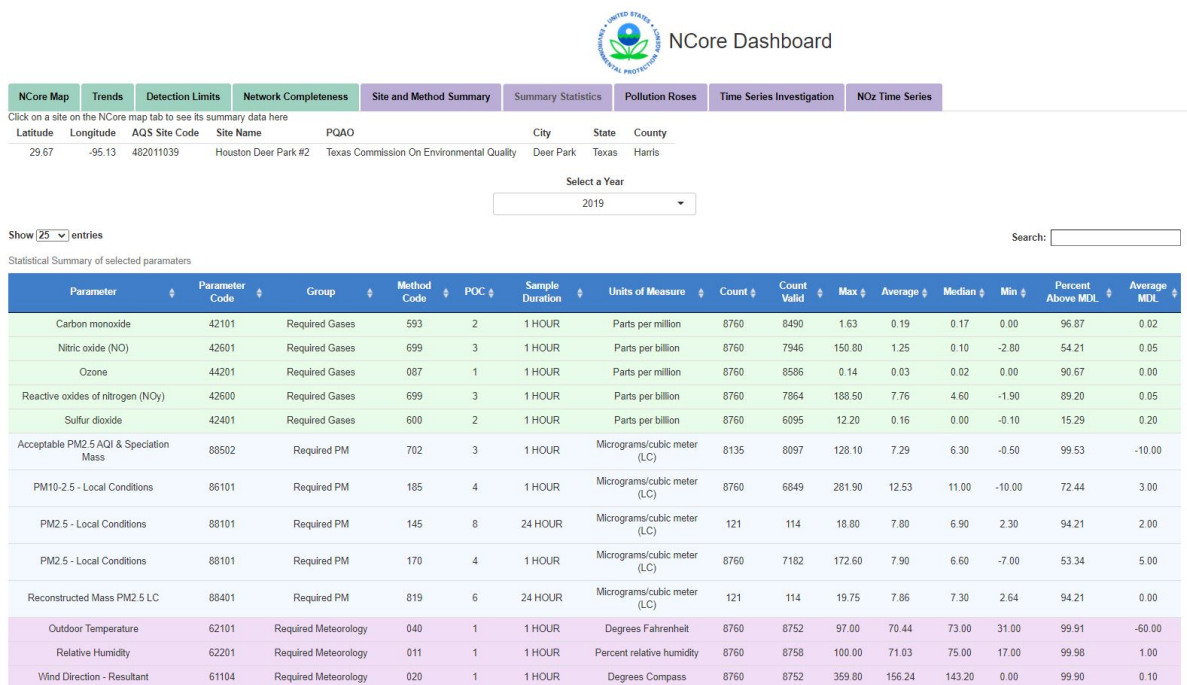 UNITED STATES
ENVIRONMENTAL PROTECTION AGENCY
NCore Dashboard
NCore Map Trends Detection Limits Network Completeness Site and Method Summary Summary Statistics Pollution Roses Time Series Investigation NOz Time Series
Click on a site on the NCore map tab to see its summary data here
Latitude Longitude AQS Site Code Site Name PQAO City State County
29.67 -95.13 482011039 Houston Deer Park #2 Texas Commission On Environmental Quality Deer Park Texas Harris
Select a Year
2019
Show 25 entries Search:
Statistical Summary of selected paramaters
Parameter Parameter Code Group Method Code POC Sample Duration Units of Measure Count Count Valid Max Average Median Min Percent Above MDL Average MDL
Carbon monoxide 42101 Required Gases 593 2 1 HOUR Parts per million 8760 8490 1.63 0.19 0.17 0.00 96.87 0.02
Nitric oxide (NO) 42601 Required Gases 699 3 1 HOUR Parts per billion 8760 7946 150.80 1.25 0.10 -2.80 54.21 0.05
Ozone 44201 Required Gases 087 1 1 HOUR Parts per million 8760 8586 0.14 0.03 0.02 0.00 90.67 0.00
Reactive oxides of nitrogen (NOy) 42600 Required Gases 699 3 1 HOUR Parts per billion 8760 7864 188.50 7.76 4.60 -1.90 89.20 0.05
Sulfur dioxide 42401 Required Gases 600 2 1 HOUR Parts per billion 8760 6095 12.20 0.16 0.00 -0.10 15.29 0.20
Acceptable PM2.5 AQI & Speciation Mass 88502 Required PM 702 3 1 HOUR Micrograms/cubic meter (LC) 8135 8097 128.10 7.29 6.30 -0.50 99.53 -10.00
PM10-2.5 - Local Conditions 86101 Required PM 185 4 1 HOUR Micrograms/cubic meter (LC) 8760 6849 281.90 12.53 11.00 -10.00 72.44 3.00
PM2.5 - Local Conditions 88101 Required PM 145 8 24 HOUR Micrograms/cubic meter (LC) 121 114 18.80 7.80 6.90 2.30 94.21 2.00
PM2.5 - Local Conditions 88101 Required PM 170 4 1 HOUR Micrograms/cubic meter (LC) 8760 7182 172.60 7.90 6.60 -7.00 53.34 5.00
Reconstructed Mass PM2.5 LC 88401 Required PM 819 6 24 HOUR Micrograms/cubic meter (LC) 121 114 19.75 7.86 7.30 2.64 94.21 0.00
Outdoor Temperature 62101 Required Meteorology 040 1 1 HOUR Degrees Fahrenheit 8760 8752 97.00 70.44 73.00 31.00 99.91 -60.00
Relative Humidity 62201 Required Meteorology 011 1 1 HOUR Percent relative humidity 8760 8758 100.00 71.03 75.00 17.00 99.98 1.00
Wind Direction - Resultant 61104 Required Meteorology 020 1 1 HOUR Degrees Compass 8760 8752 359.80 156.24 143.20 0.00 99.90 0.10